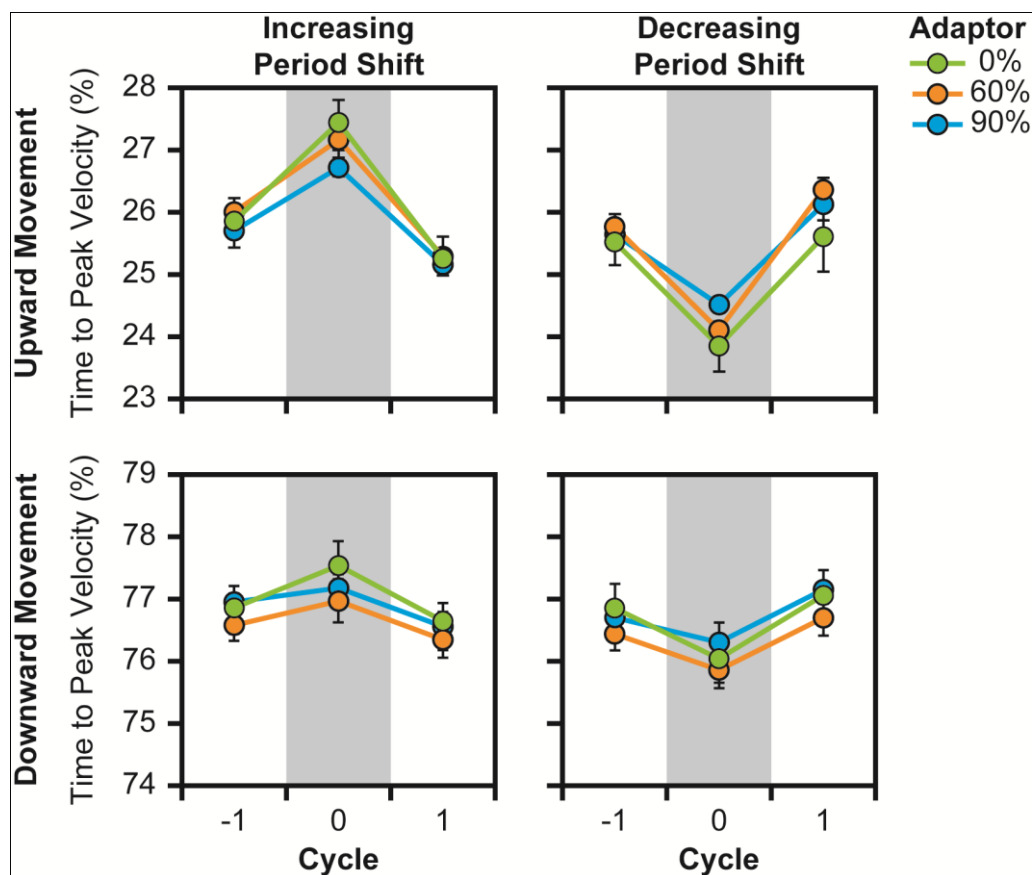 Increasing
Period Shift
Decreasing
Period Shift
Adaptor
0%
60%
90%
Upward Movement
Time to Peak Velocity (%)
28
27
26
25
24
23
Downward Movement
Time to Peak Velocity (%)
79
78
77
76
75
74
-1 0 1
Cycle
-1 0 1
Cycle